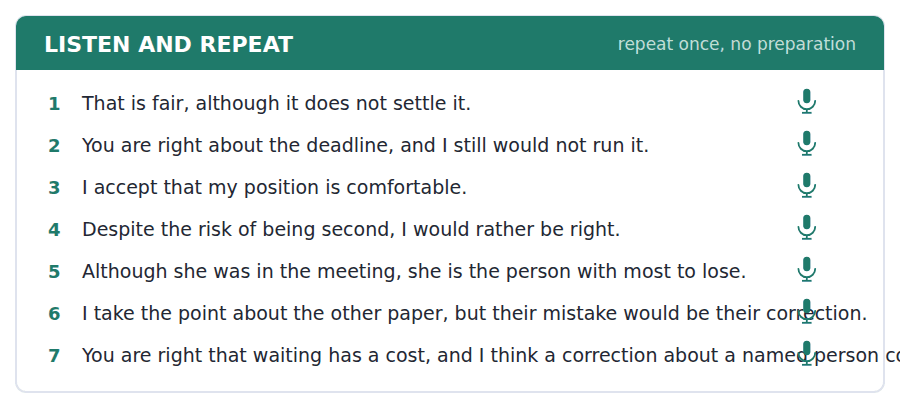 LISTEN AND REPEAT
repeat once, no preparation
1 That is fair, although it does not settle it.
2 You are right about the deadline, and I still would not run it.
3 I accept that my position is comfortable.
4 Despite the risk of being second, I would rather be right.
5 Although she was in the meeting, she is the person with most to lose.
6 I take the point about the other paper, but their mistake would be their correction.
7 You are right that waiting has a cost, and I think a correction about a named person